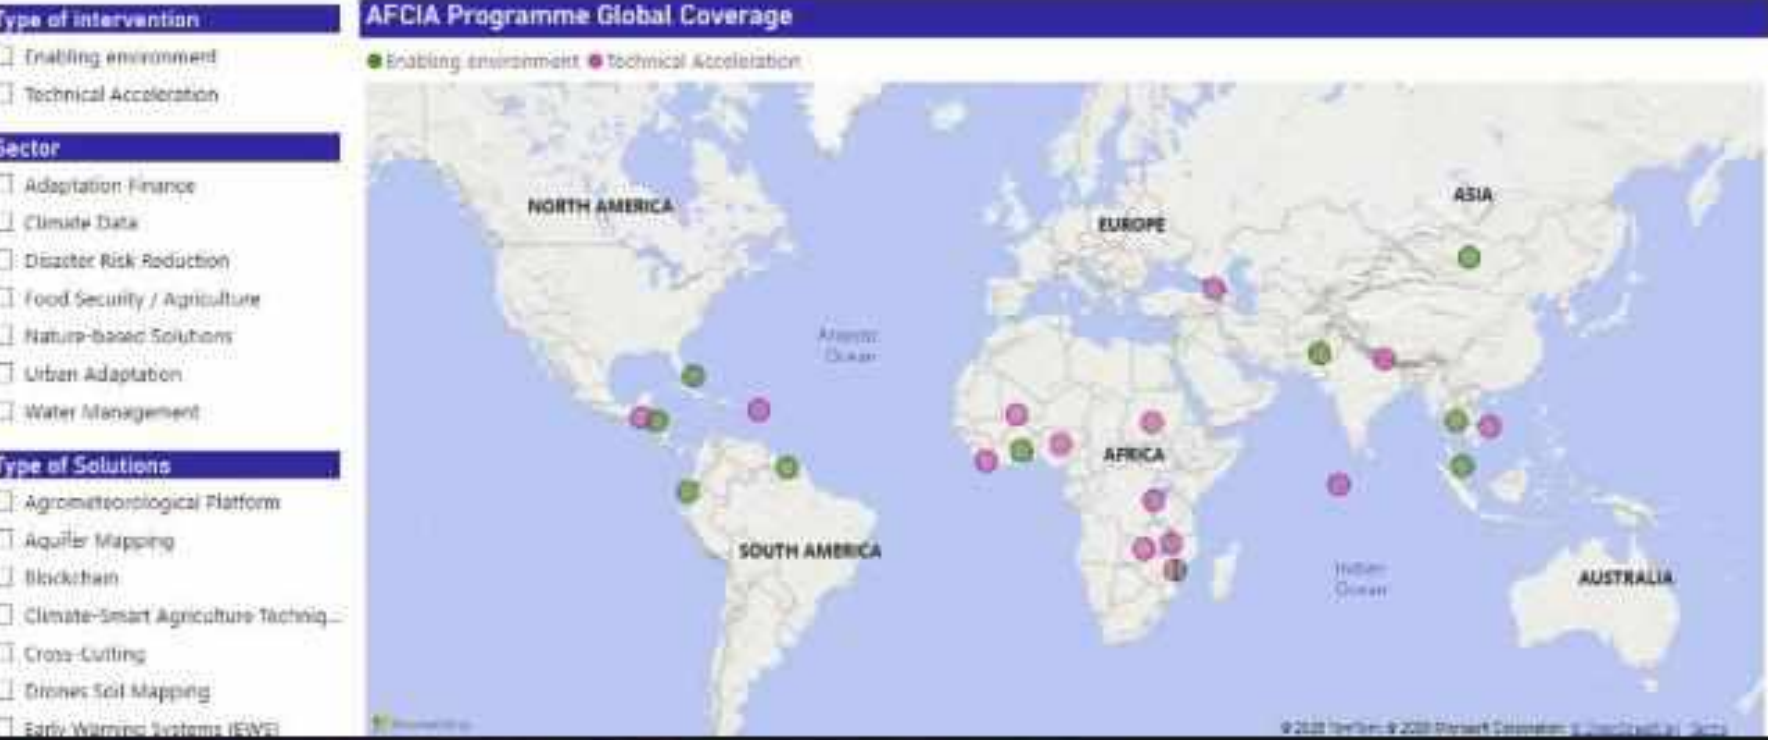 Type of intervention
Enabling environment
Technical Acceleration
Sector
Adaptation Finance
Climate Data
Disaster Risk Reduction
Food Security / Agriculture
Nature-based Solutions
Urban Adaptation
Water Management
Type of Solutions
Agrometeorological Platform
Aquifer Mapping
Blockchain
Climate-Smart Agriculture Techniq...
Cross-Cutting
Drones Soil Mapping
Early Warning Systems (EWS)
AFCIA Programme Global Coverage
Enabling environment Technical Acceleration
NORTH AMERICA
EUROPE
ASIA
Atlantic
Ocean
AFRICA
SOUTH AMERICA
Indian
Ocean
AUSTRALIA
Microsoft Corporation
Terms